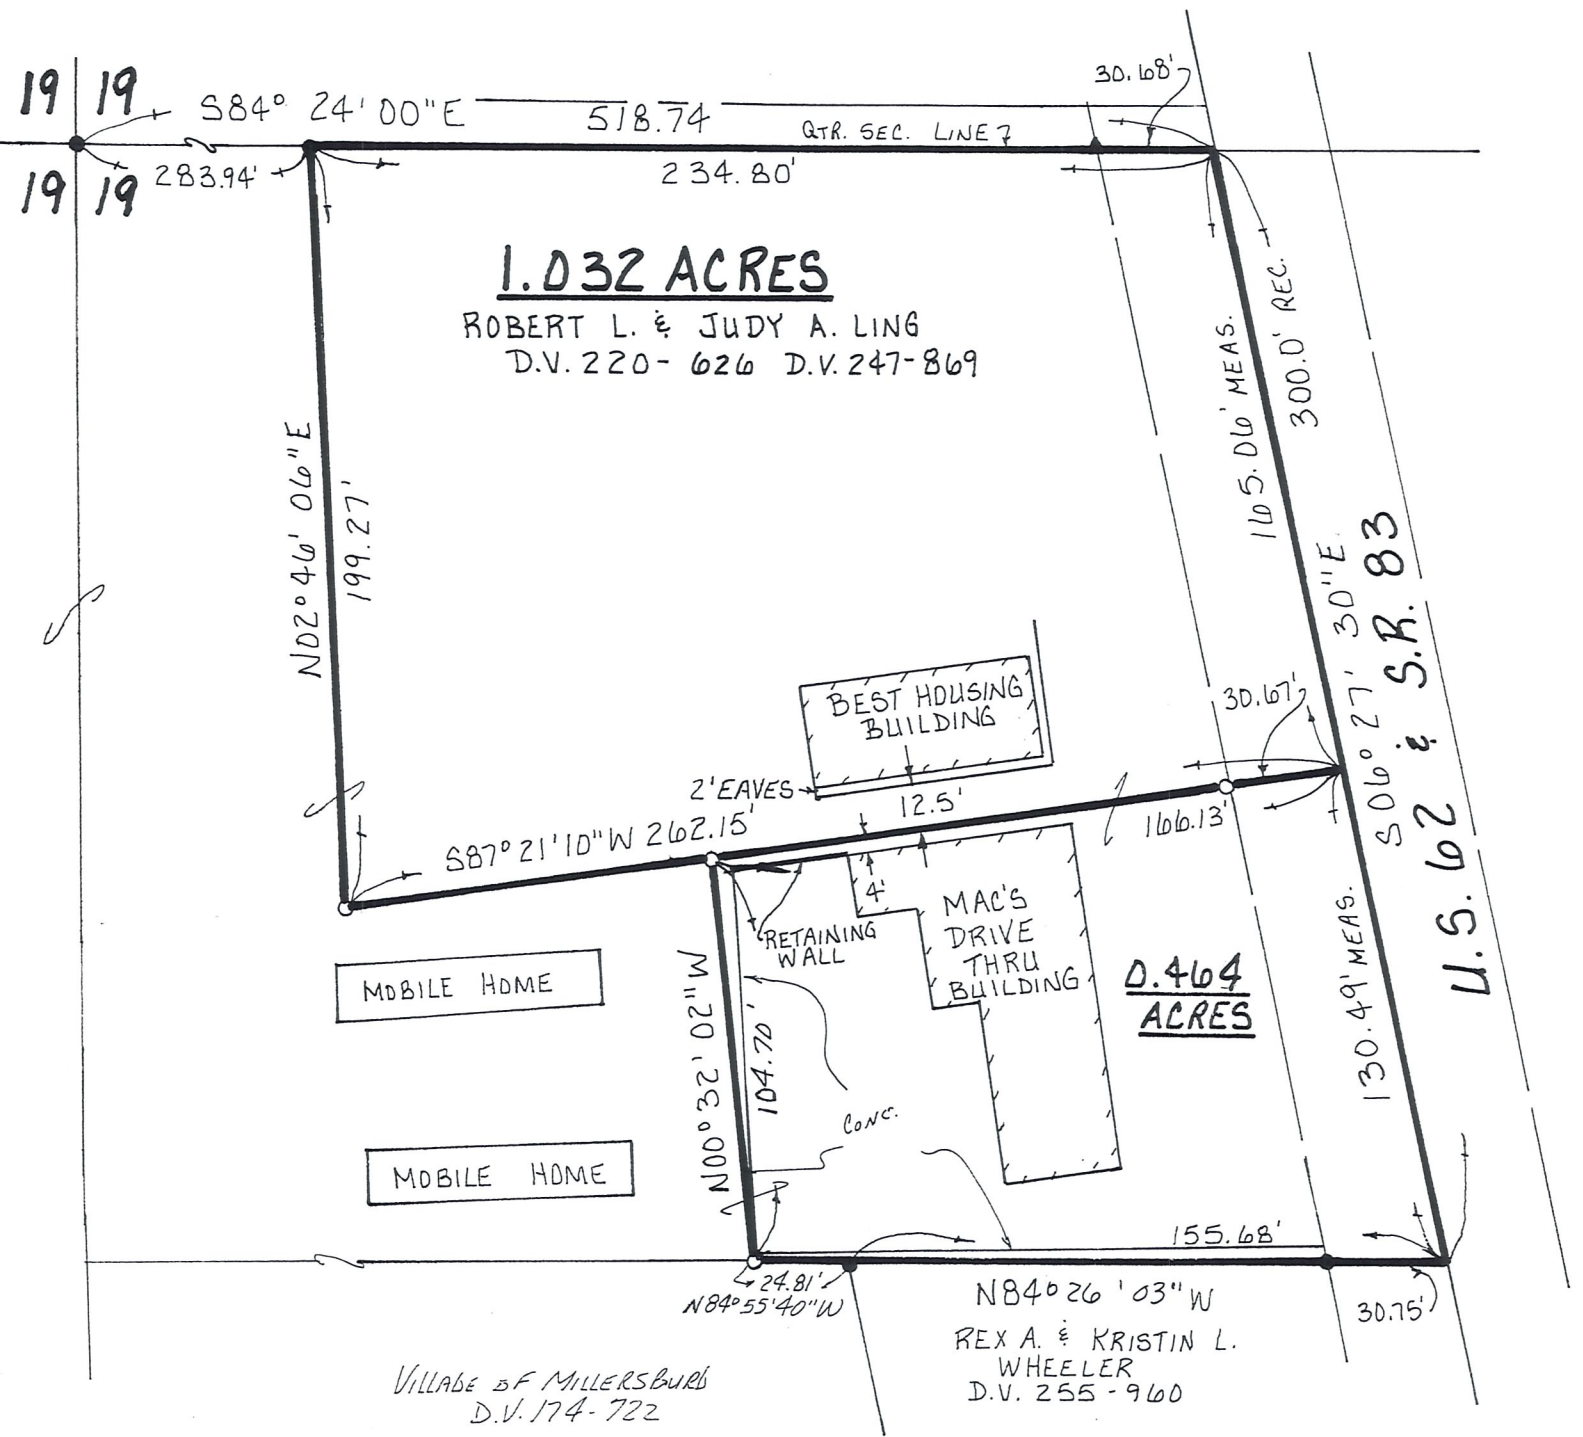 19 19
S84° 24' 00"E
518.74
30.68'
QTR. SEC. LINE
19 19
283.94'
234.80'
1.032 ACRES
ROBERT L. & JUDY A. LING
D.V. 220-626 D.V. 247-869
165.06' MEAS.
300.0' REC.
N02° 46' 06"E
199.27'
S06° 27' 30"E
U.S. 62 & S.R. 83
BEST HOUSING
BUILDING
30.67'
2' EAVES
12.5'
166.13'
S87° 21' 10"W 262.15'
4'
MAC'S
DRIVE
THRU
BUILDING
RETAINING
WALL
0.464
ACRES
130.49' MEAS.
MOBILE HOME
N00° 32' 02"W
104.70'
CONC.
MOBILE HOME
155.68'
24.81'
N84° 55' 40"W
N84° 26' 03"W
30.75'
REX A. & KRISTIN L.
WHEELER
D.V. 255-960
VILLAGE OF MILLERSBURG
D.V. 174-722